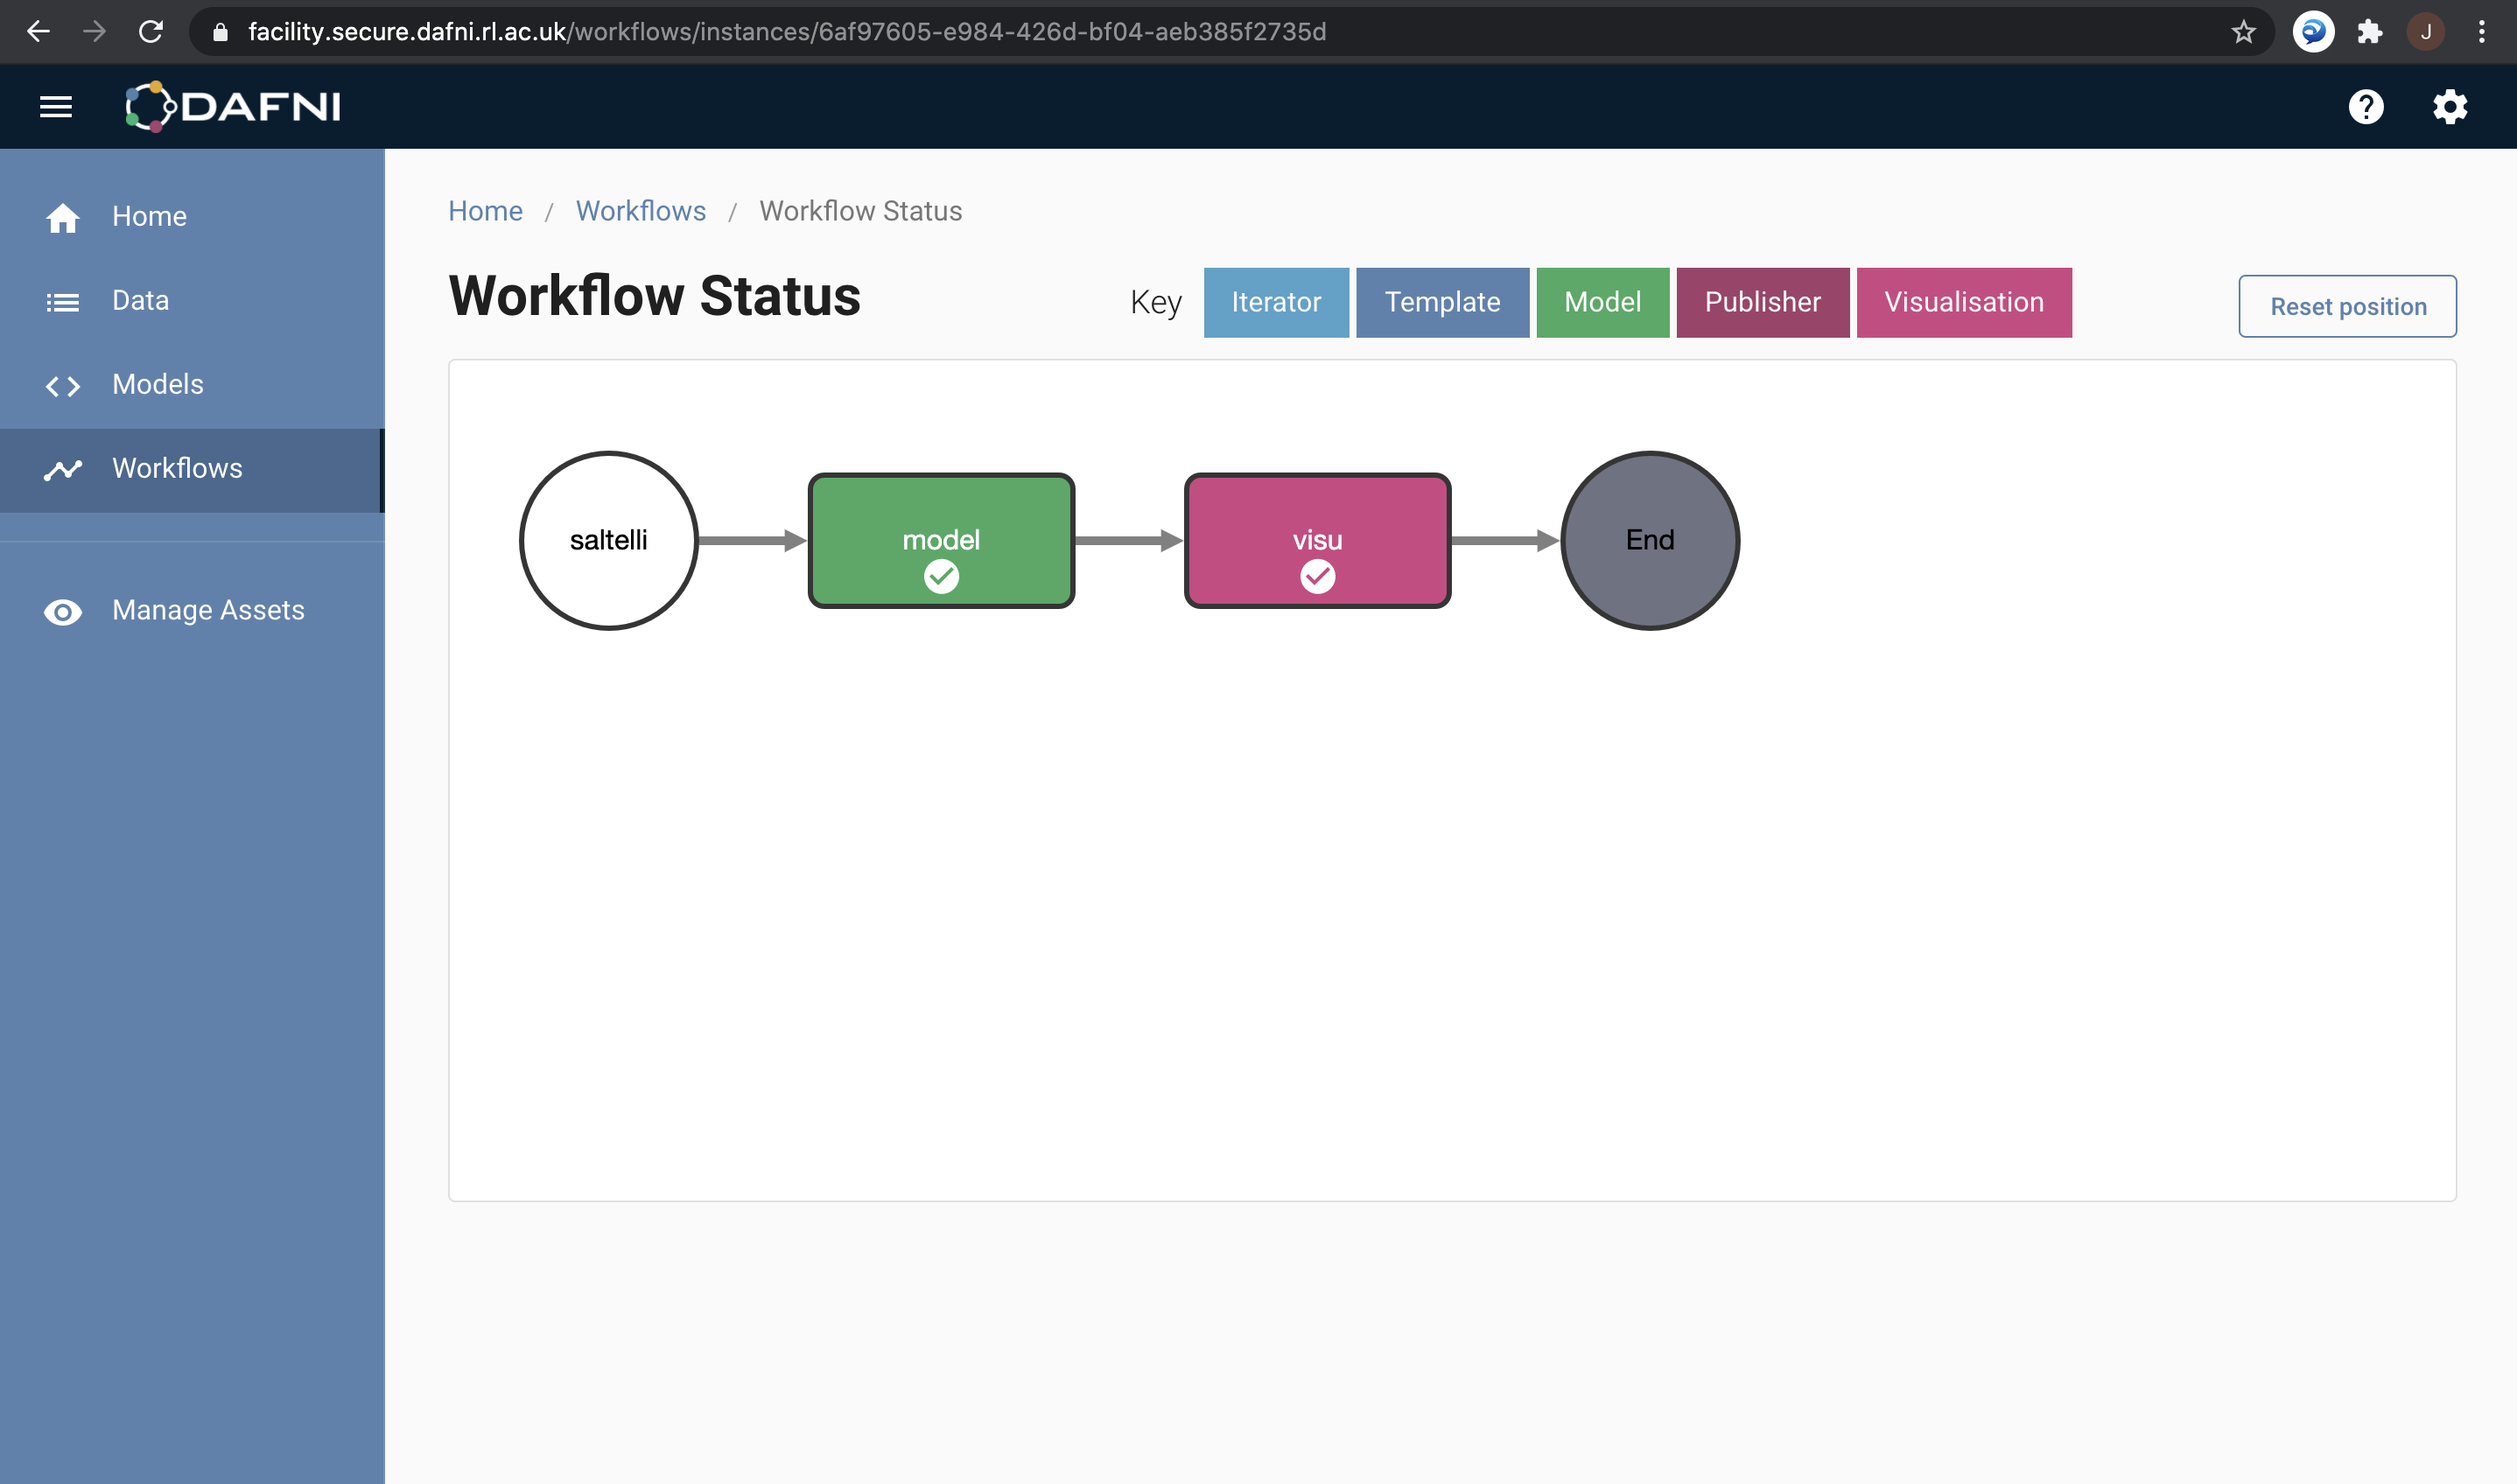 facility.secure.dafni.rl.ac.uk/workflows/instances/6af97605-e984-426d-bf04-aeb385f2735d
J
DAFNI
?
Home
Data
Models
Workflows
Manage Assets
Home / Workflows / Workflow Status
Workflow Status
Key Iterator Template Model Publisher Visualisation
Reset position
saltelli
model
visu
End